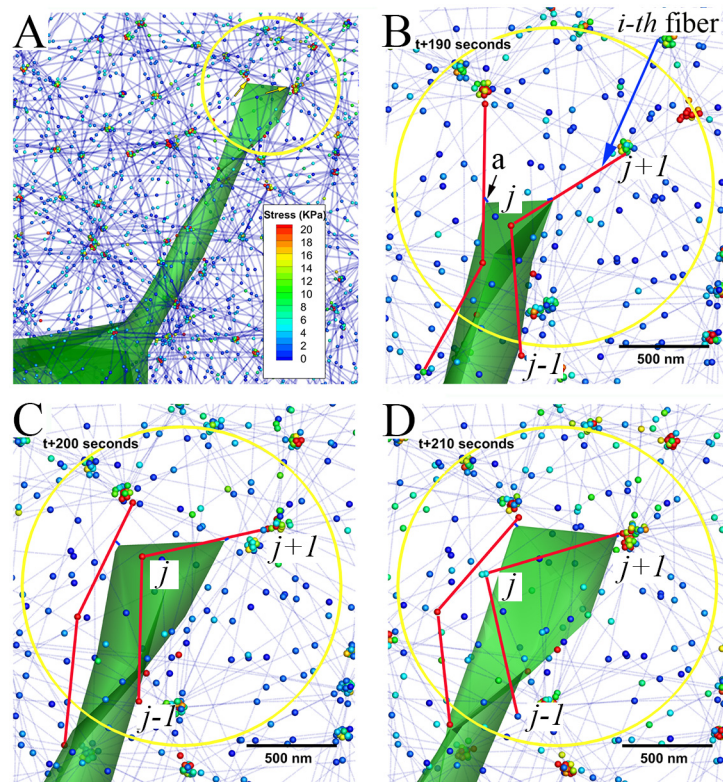 A
Stress (KPa)
20
18
16
14
12
10
8
6
4
2
0
B
t+190 seconds
i-th fiber
a
j
j+1
j-1
500 nm
C
t+200 seconds
j
j+1
j-1
500 nm
D
t+210 seconds
j
j+1
j-1
500 nm